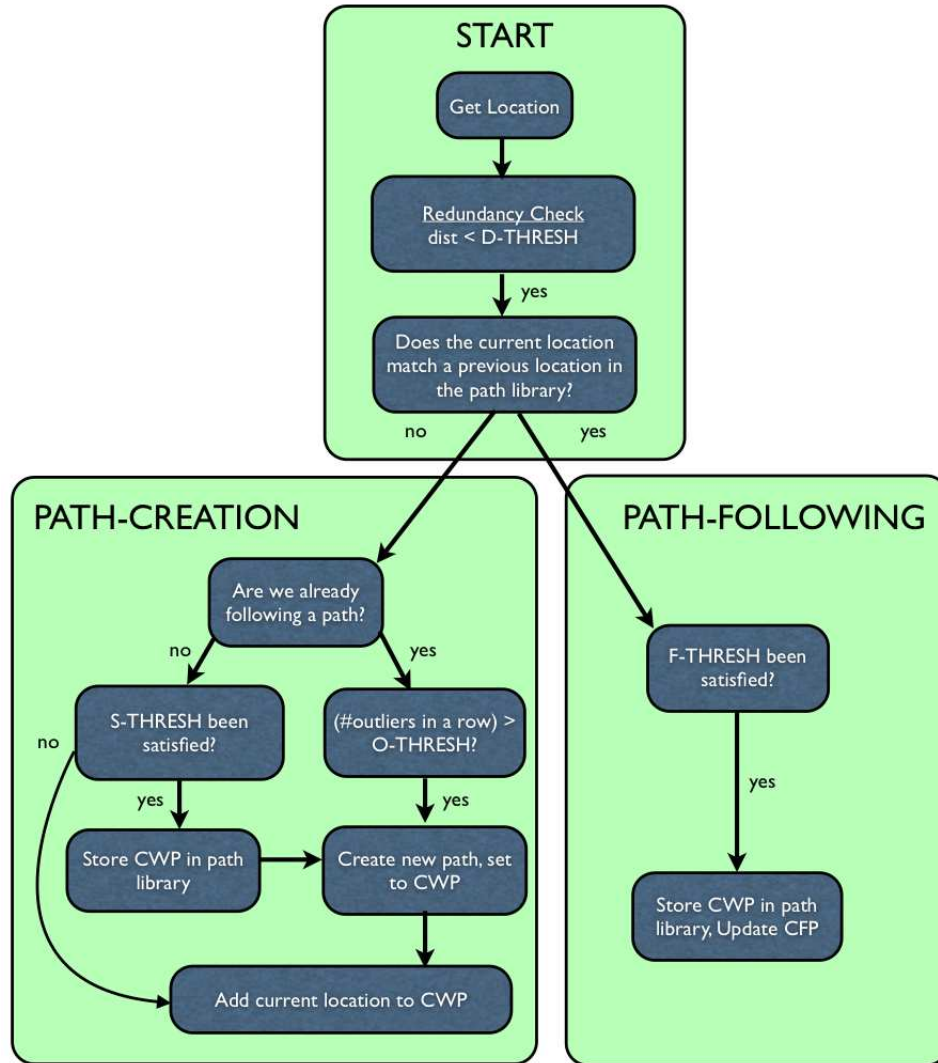 START
Get Location
Redundancy Check
dist < D-THRESH
yes
Does the current location
match a previous location in
the path library?
no
yes
PATH-CREATION
Are we already
following a path?
no
yes
S-THRESH been
satisfied?
(#outliers in a row) >
O-THRESH?
no
yes
yes
Store CWP in path
library
Create new path, set
to CWP
Add current location to CWP
PATH-FOLLOWING
F-THRESH been
satisfied?
yes
Store CWP in path
library, Update CFP